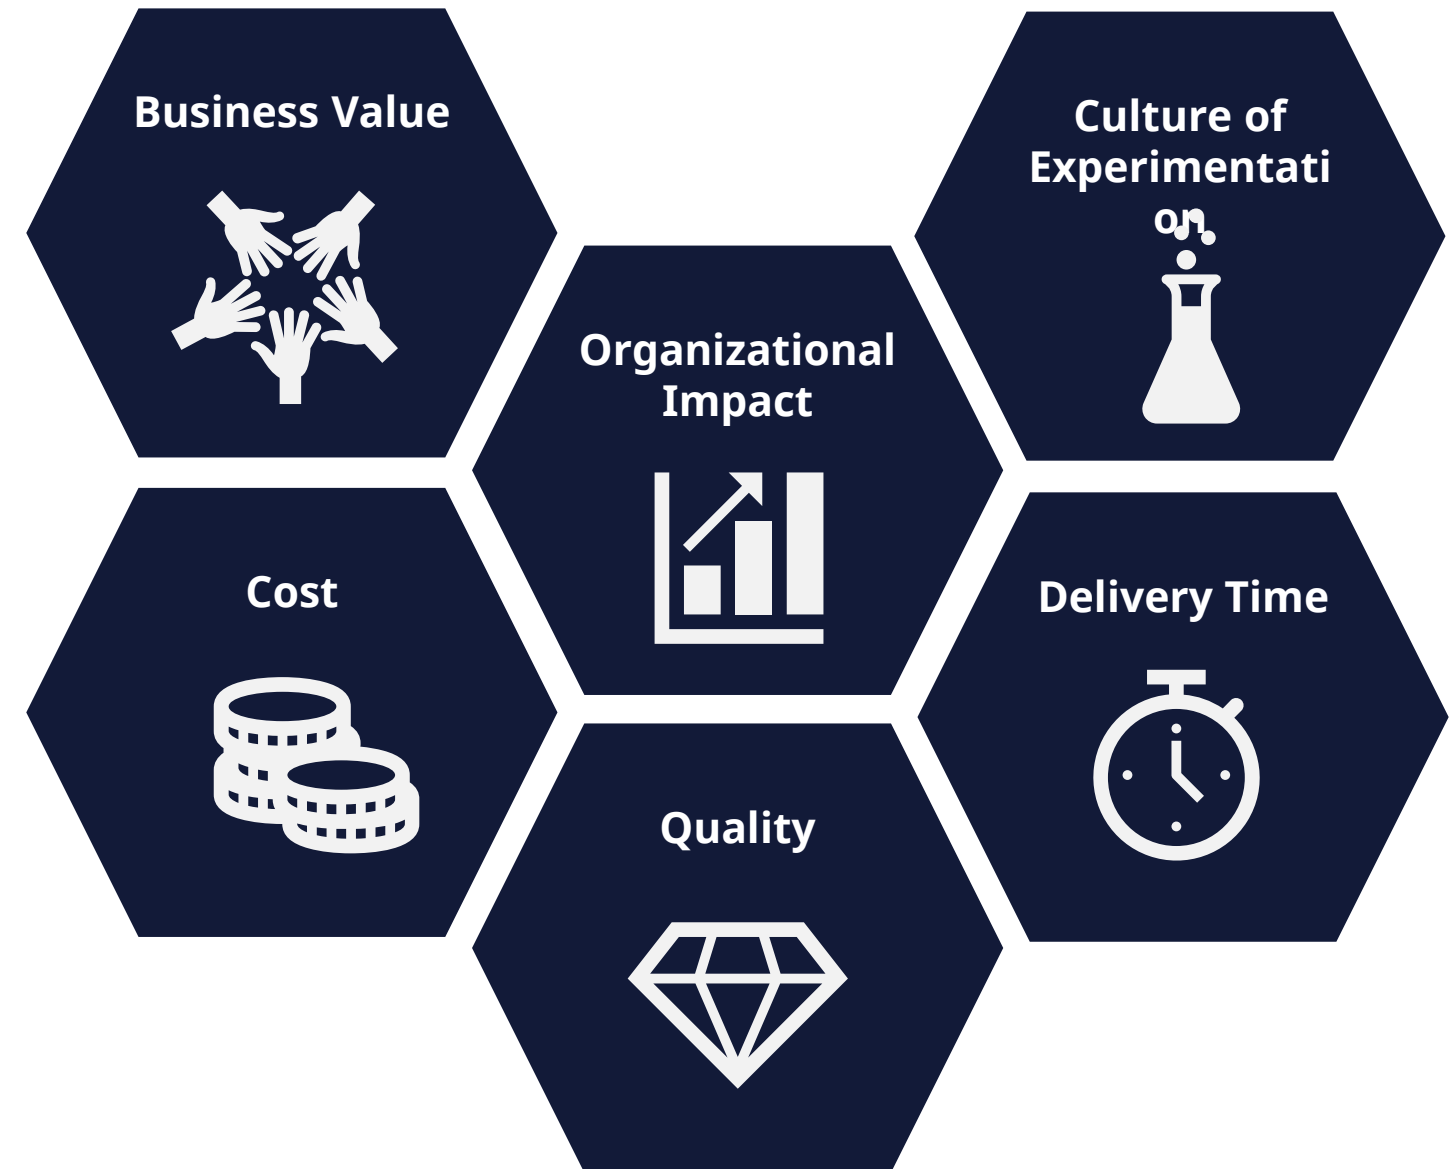 Business Value
Culture of
Experimentati
on
Organizational
Impact
Cost
Delivery Time
Quality